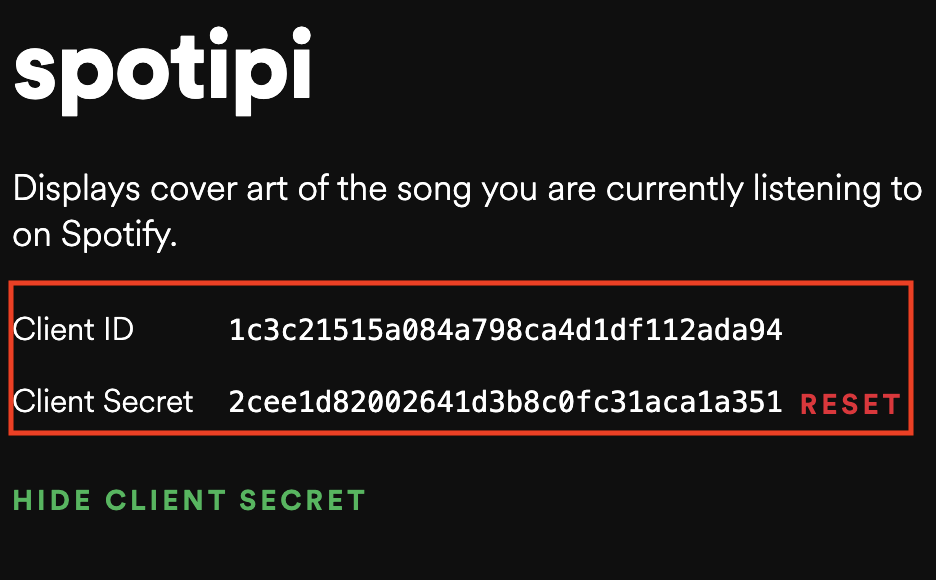 spotipi
Displays cover art of the song you are currently listening to
on Spotify.
Client ID 1c3c21515a084a798ca4d1df112ada94
Client Secret 2cee1d82002641d3b8c0fc31aca1a351 RESET
HIDE CLIENT SECRET